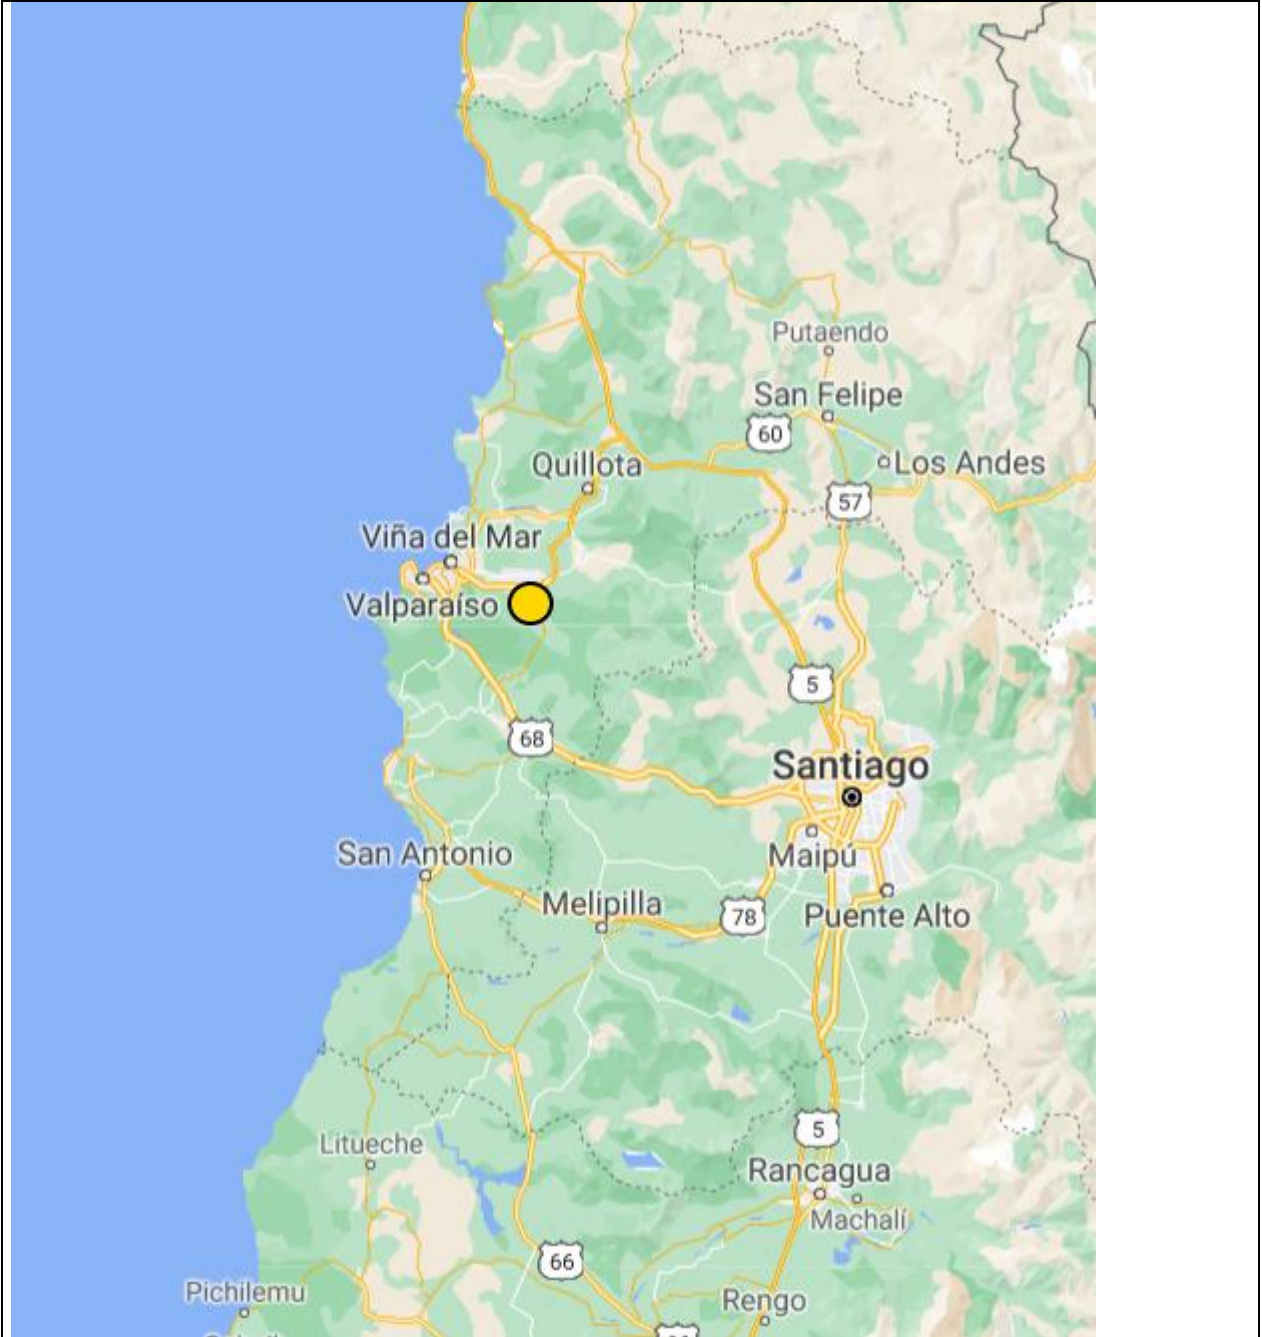 Putaendo
San Felipe
60
Quillota
Los Andes
57
Viña del Mar
Valparaíso
5
68
Santiago
San Antonio
Maipú
Melipilla
78
Puente Alto
5
Litueche
Rancagua
Machalí
66
Pichilemu
Rengo